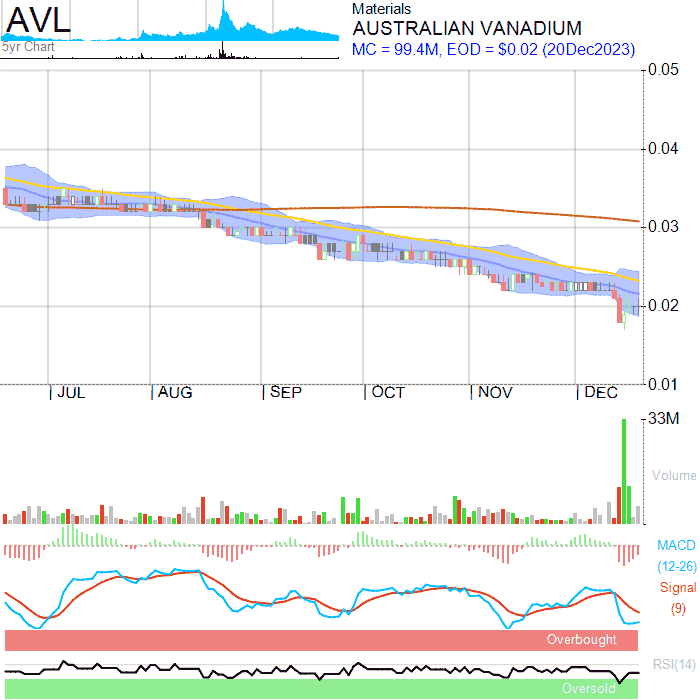 AVL
5yr Chart
Materials
AUSTRALIAN VANADIUM
MC = 99.4M, EOD = $0.02 (20Dec2023)
0.05
0.04
0.03
0.02
0.01
JUL AUG SEP OCT NOV DEC
33M
Volume
MACD
(12-26)
Signal
(9)
Overbought
RSI(14)
Oversold